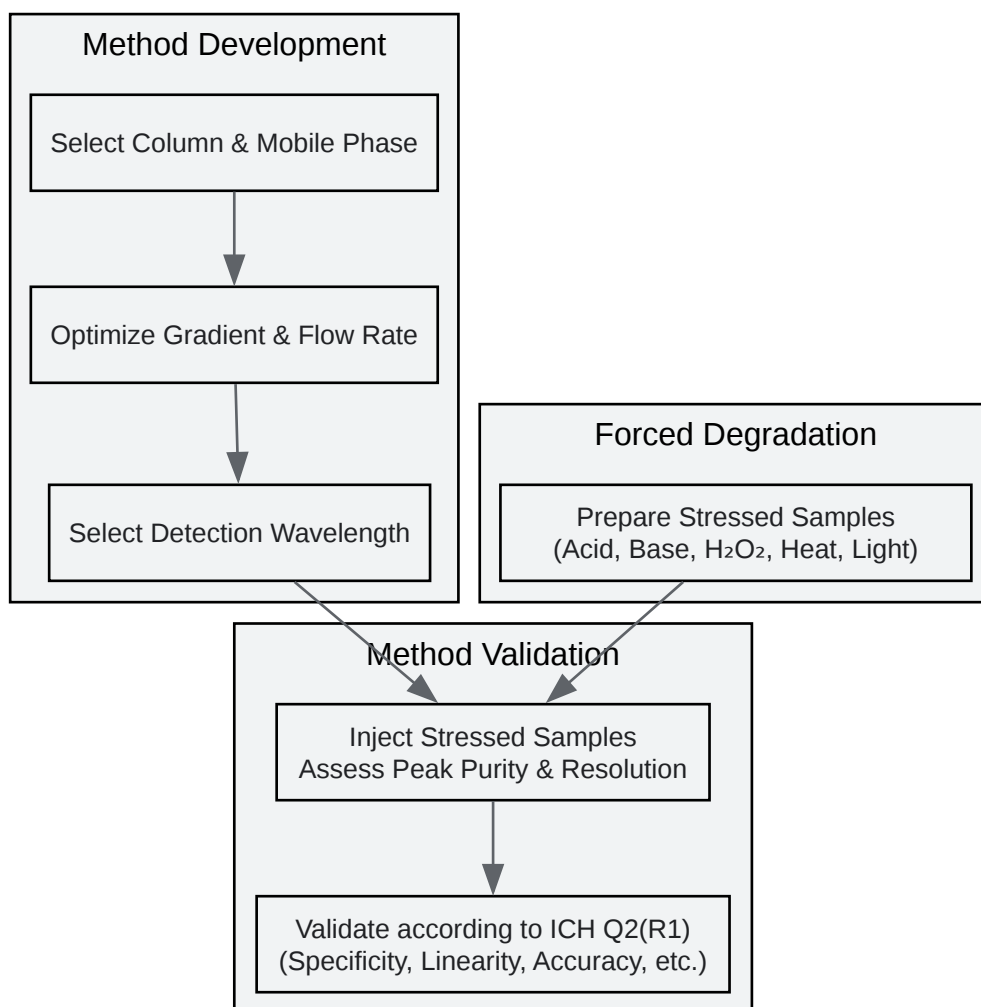 Method Development
Select Column & Mobile Phase
Optimize Gradient & Flow Rate
Select Detection Wavelength
Forced Degradation
Prepare Stressed Samples
(Acid, Base, H₂O₂, Heat, Light)
Method Validation
Inject Stressed Samples
Assess Peak Purity & Resolution
Validate according to ICH Q2(R1)
(Specificity, Linearity, Accuracy, etc.)